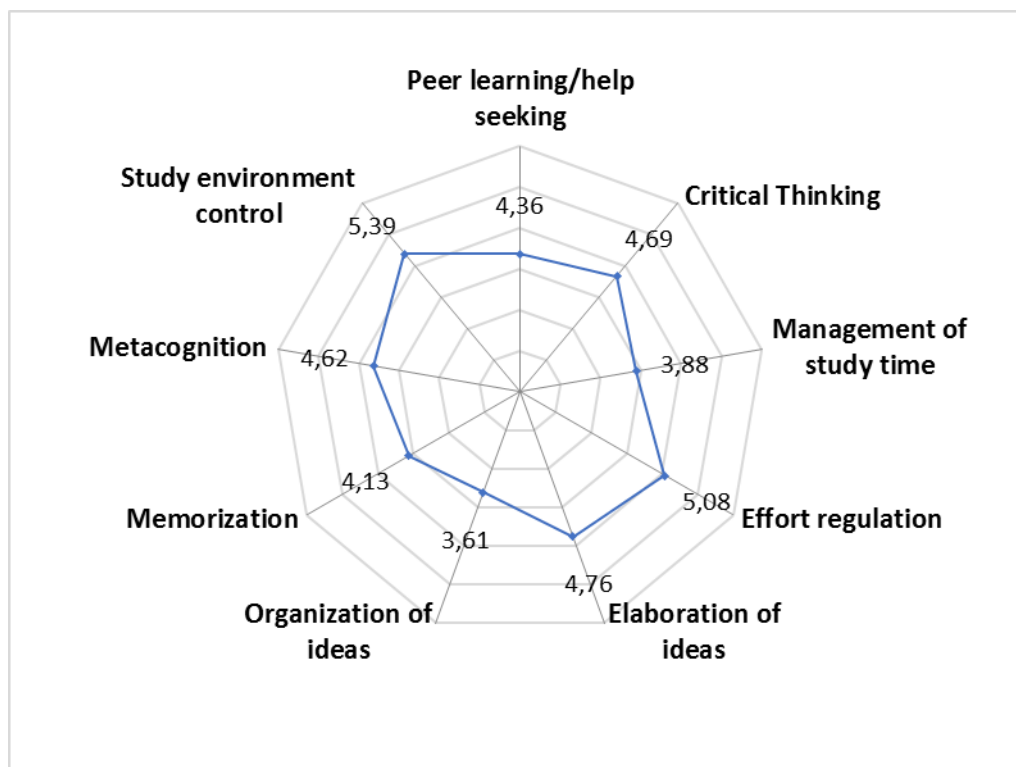 Peer learning/help
seeking
4,36
Critical Thinking
4,69
Management of
study time
3,88
Effort regulation
5,08
Elaboration of
ideas
4,76
Organization of
ideas
3,61
Memorization
4,13
Metacognition
4,62
Study environment
control
5,39